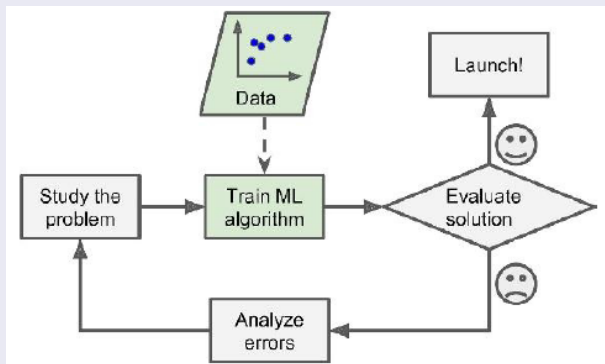 Data
Launch!
Study the
problem
Train ML
algorithm
Evaluate
solution
Analyze
errors